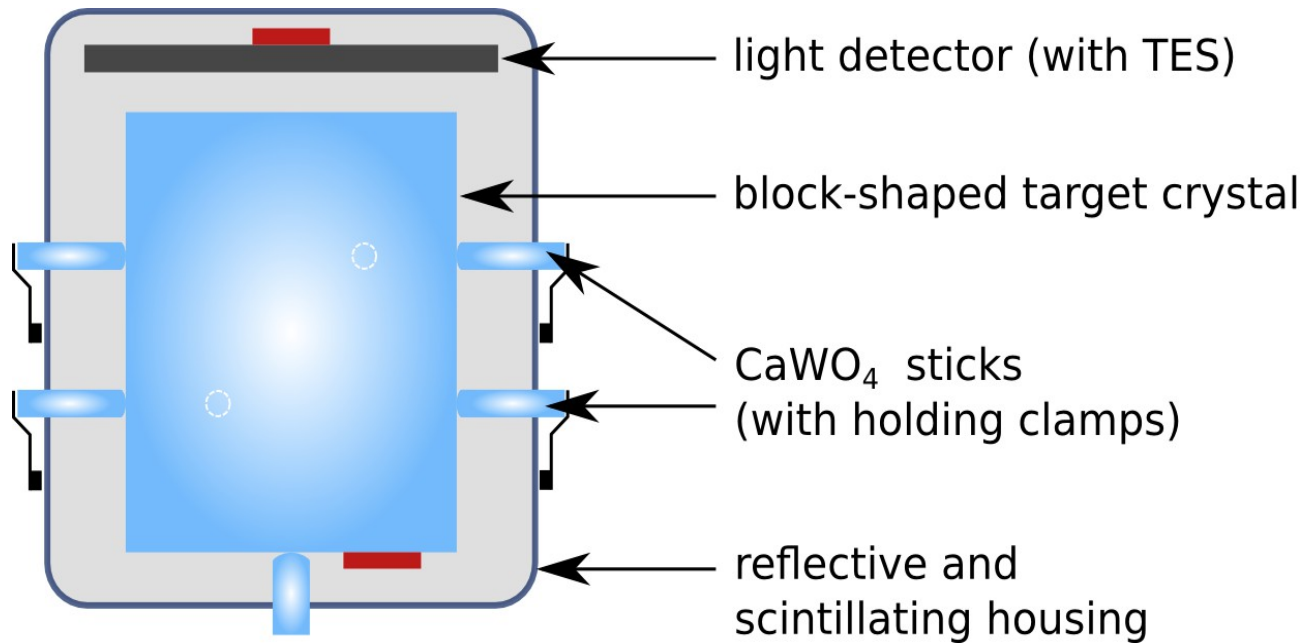 light detector (with TES)
block-shaped target crystal
CaWO₄ sticks
(with holding clamps)
reflective and
scintillating housing